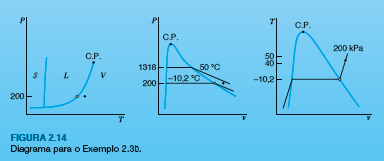 P
C.P.
S L V
200
T
P
C.P.
1318
50 °C
200
−10,2 °C
v
T
C.P.
200 kPa
50
40
−10,2
v
FIGURA 2.14
Diagrama para o Exemplo 2.3b.